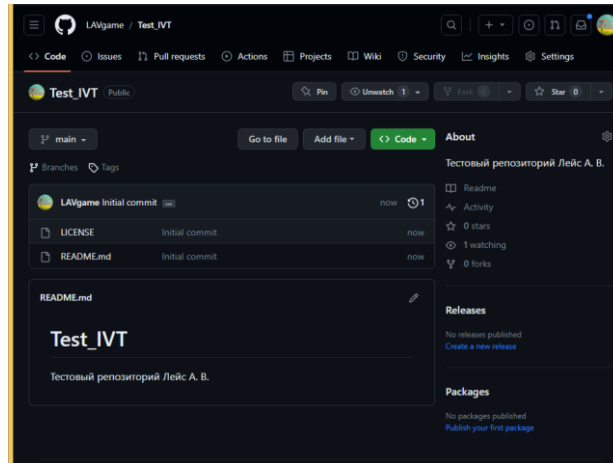 LAVgame / Test_IVT
Code Issues Pull requests Actions Projects Wiki Security Insights Settings
Test_IVT Public Pin Unwatch 1 Fork 0 Star 0
main Go to file Add file Code
Branches Tags
LAVgame Initial commit ... now 1
LICENSE Initial commit now
README.md Initial commit now
README.md
Test_IVT
Тестовый репозиторий Лейс А. В.
About
Тестовый репозиторий Лейс А. В.
Readme
Activity
0 stars
1 watching
0 forks
Releases
No releases published
Create a new release
Packages
No packages published
Publish your first package